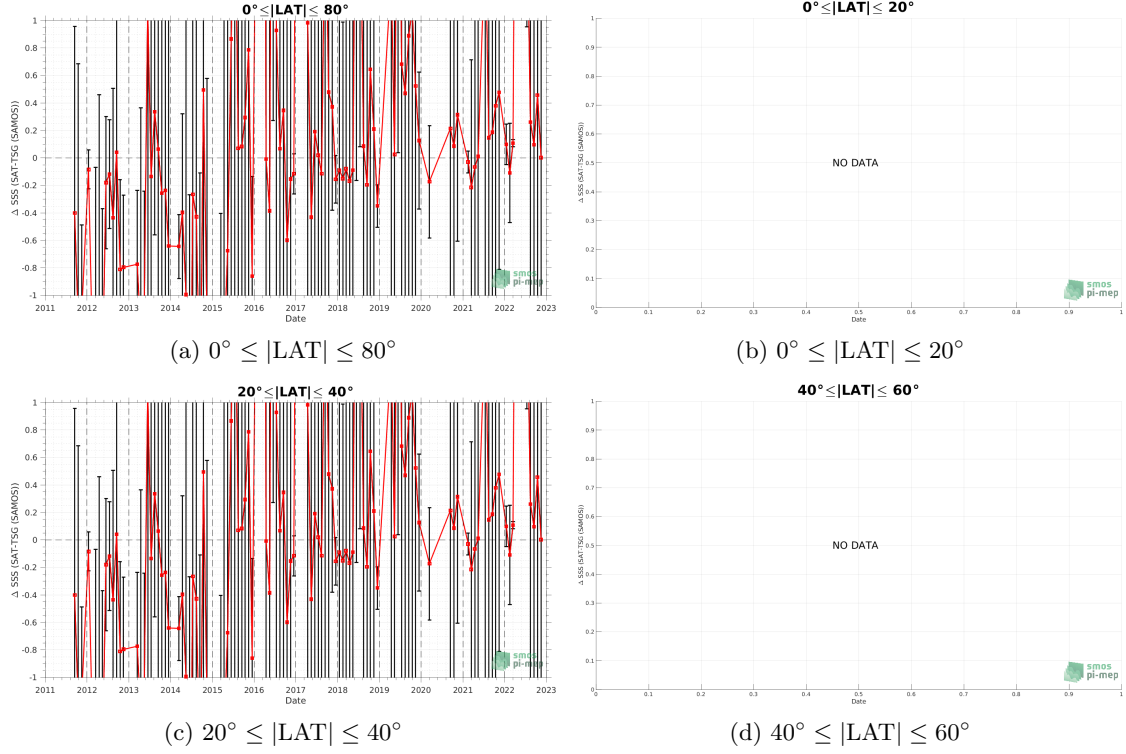 0°≤|LAT|≤ 80°
1
0.8
0.6
0.4
0.2
0
-0.2
-0.4
-0.6
-0.8
-1
Δ SSS (SAT-TSG (SAMOS))
2011 2012 2013 2014 2015 2016 2017 2018 2019 2020 2021 2022 2023
Date
smos
pi-mep
(a) 0° ≤ |LAT| ≤ 80°
0°≤|LAT|≤ 20°
1
0.9
0.8
0.7
0.6
0.5
0.4
0.3
0.2
0.1
0
Δ SSS (SAT-TSG (SAMOS))
NO DATA
0 0.1 0.2 0.3 0.4 0.5 0.6 0.7 0.8 0.9 1
Date
smos
pi-mep
(b) 0° ≤ |LAT| ≤ 20°
20°≤|LAT|≤ 40°
1
0.8
0.6
0.4
0.2
0
-0.2
-0.4
-0.6
-0.8
-1
Δ SSS (SAT-TSG (SAMOS))
2011 2012 2013 2014 2015 2016 2017 2018 2019 2020 2021 2022 2023
Date
smos
pi-mep
(c) 20° ≤ |LAT| ≤ 40°
40°≤|LAT|≤ 60°
1
0.9
0.8
0.7
0.6
0.5
0.4
0.3
0.2
0.1
0
Δ SSS (SAT-TSG (SAMOS))
NO DATA
0 0.1 0.2 0.3 0.4 0.5 0.6 0.7 0.8 0.9 1
Date
smos
pi-mep
(d) 40° ≤ |LAT| ≤ 60°